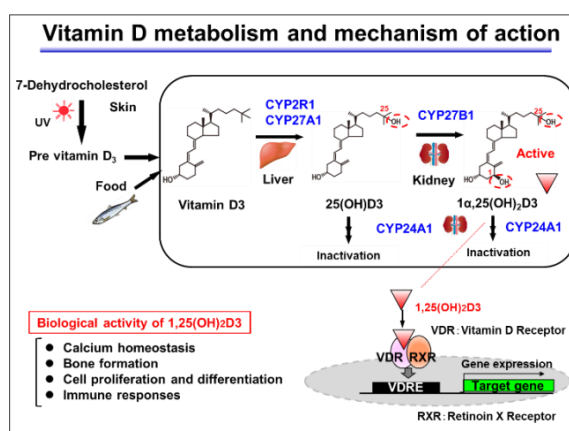 Vitamin D metabolism and mechanism of action
7-Dehydrocholesterol
UV
Skin
Pre vitamin D₃
Food
HO
Vitamin D3
CYP2R1
CYP27A1
Liver
25
OH
HO
25(OH)D3
CYP27B1
Kidney
25
OH
Active
1
HO
OH
1α,25(OH)₂D3
CYP24A1
Inactivation
CYP24A1
Inactivation
Biological activity of 1,25(OH)₂D3
● Calcium homeostasis
● Bone formation
● Cell proliferation and differentiation
● Immune responses
1,25(OH)₂D3
VDR : Vitamin D Receptor
VDR
RXR
Gene expression
VDRE
Target gene
RXR : Retinoin X Receptor